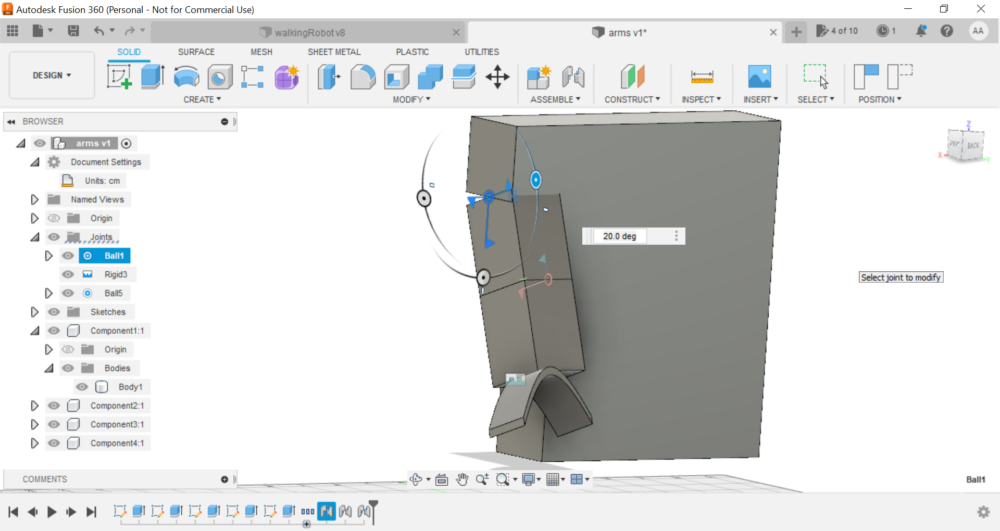 Autodesk Fusion 360 (Personal - Not for Commercial Use)
walkingRobot v8
arms v1*
4 of 10
1
AA
DESIGN
SOLID
SURFACE
MESH
SHEET METAL
PLASTIC
UTILITIES
CREATE
MODIFY
ASSEMBLE
CONSTRUCT
INSPECT
INSERT
SELECT
POSITION
BROWSER
arms v1
Document Settings
Units: cm
Named Views
Origin
Joints
Ball1
Rigid3
Ball5
Sketches
Component1:1
Origin
Bodies
Body1
Component2:1
Component3:1
Component4:1
Z
BACK
X
Y
20.0 deg
Select joint to modify
COMMENTS
Ball1